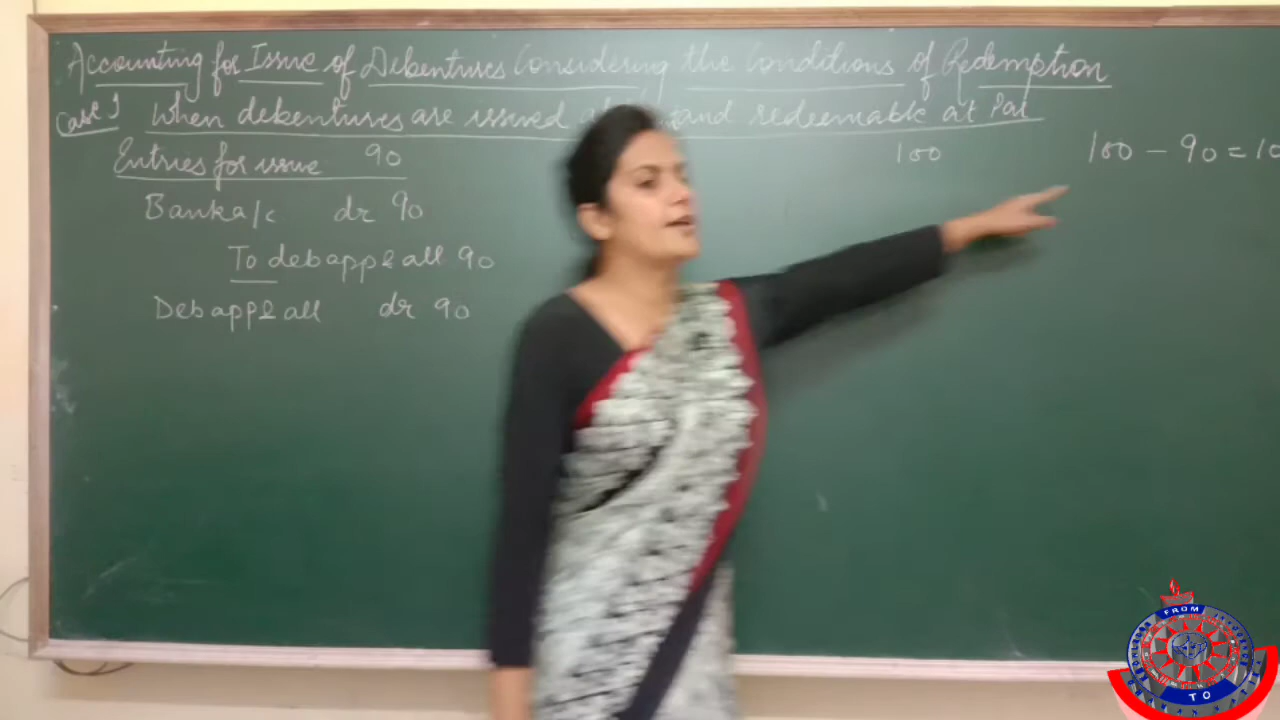 Accounting for Issue of Debentures Considering the Conditions of Redemption
Case I When debentures are issued and redeemable at Par
Entries for issue 90 100 100 - 90 = 10
Bank a/c dr 90
To deb appl & all 90
Deb appl & all dr 90
FROM
TO